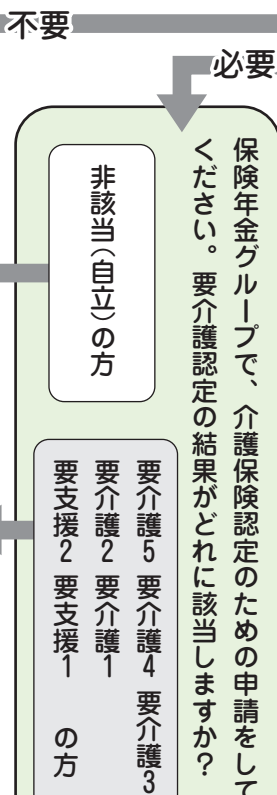 不要
必要
保険年金グループで、介護保険認定のための申請をして
ください。要介護認定の結果がどれに該当しますか？
非該当（自立）の方
要介護5 要介護4 要介護3
要介護2 要介護1
要支援2 要支援1 の方